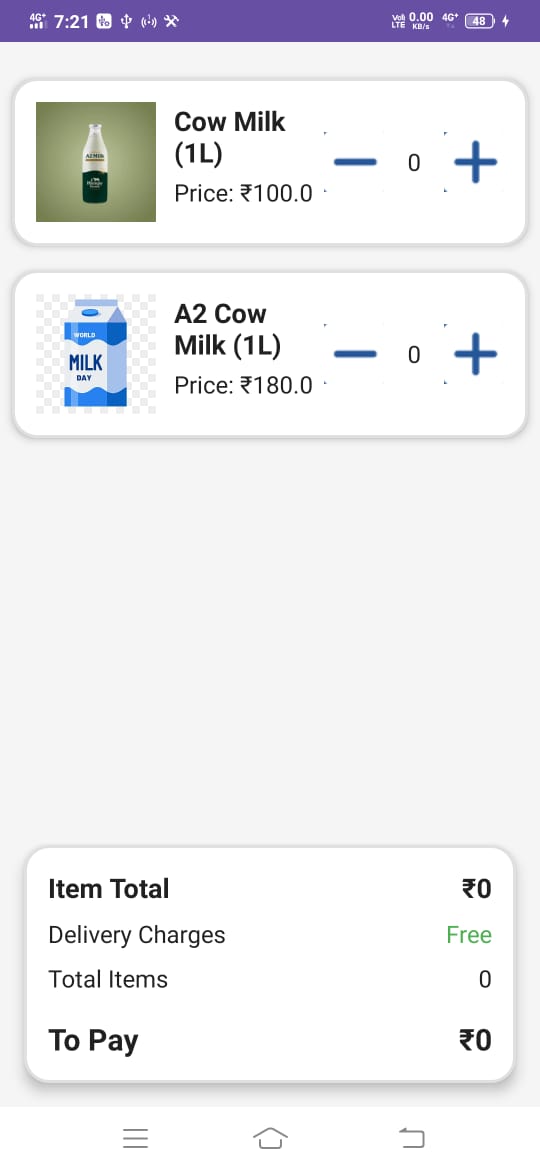 4G+ 7:21 VoLTE 0.00 KB/s 4G+ 48
A2 MILK
Cow Milk
(1L)
0
Price: ₹100.0
WORLD
MILK
DAY
A2 Cow
Milk (1L)
0
Price: ₹180.0
Item Total ₹0
Delivery Charges Free
Total Items 0
To Pay ₹0